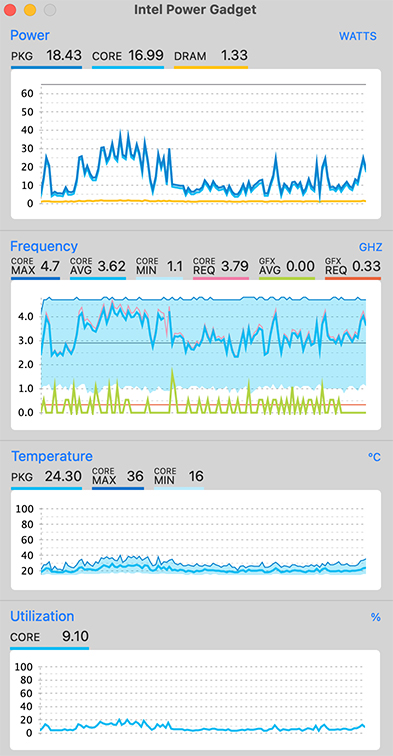 Intel Power Gadget
Power WATTS
PKG 18.43 CORE 16.99 DRAM 1.33
60
50
40
30
20
10
0
Frequency GHZ
CORE MAX 4.7 CORE AVG 3.62 CORE MIN 1.1 CORE REQ 3.79 GFX AVG 0.00 GFX REQ 0.33
4.0
3.0
2.0
1.0
0.0
Temperature °C
PKG 24.30 CORE MAX 36 CORE MIN 16
100
80
60
40
20
Utilization %
CORE 9.10
100
80
60
40
20
0